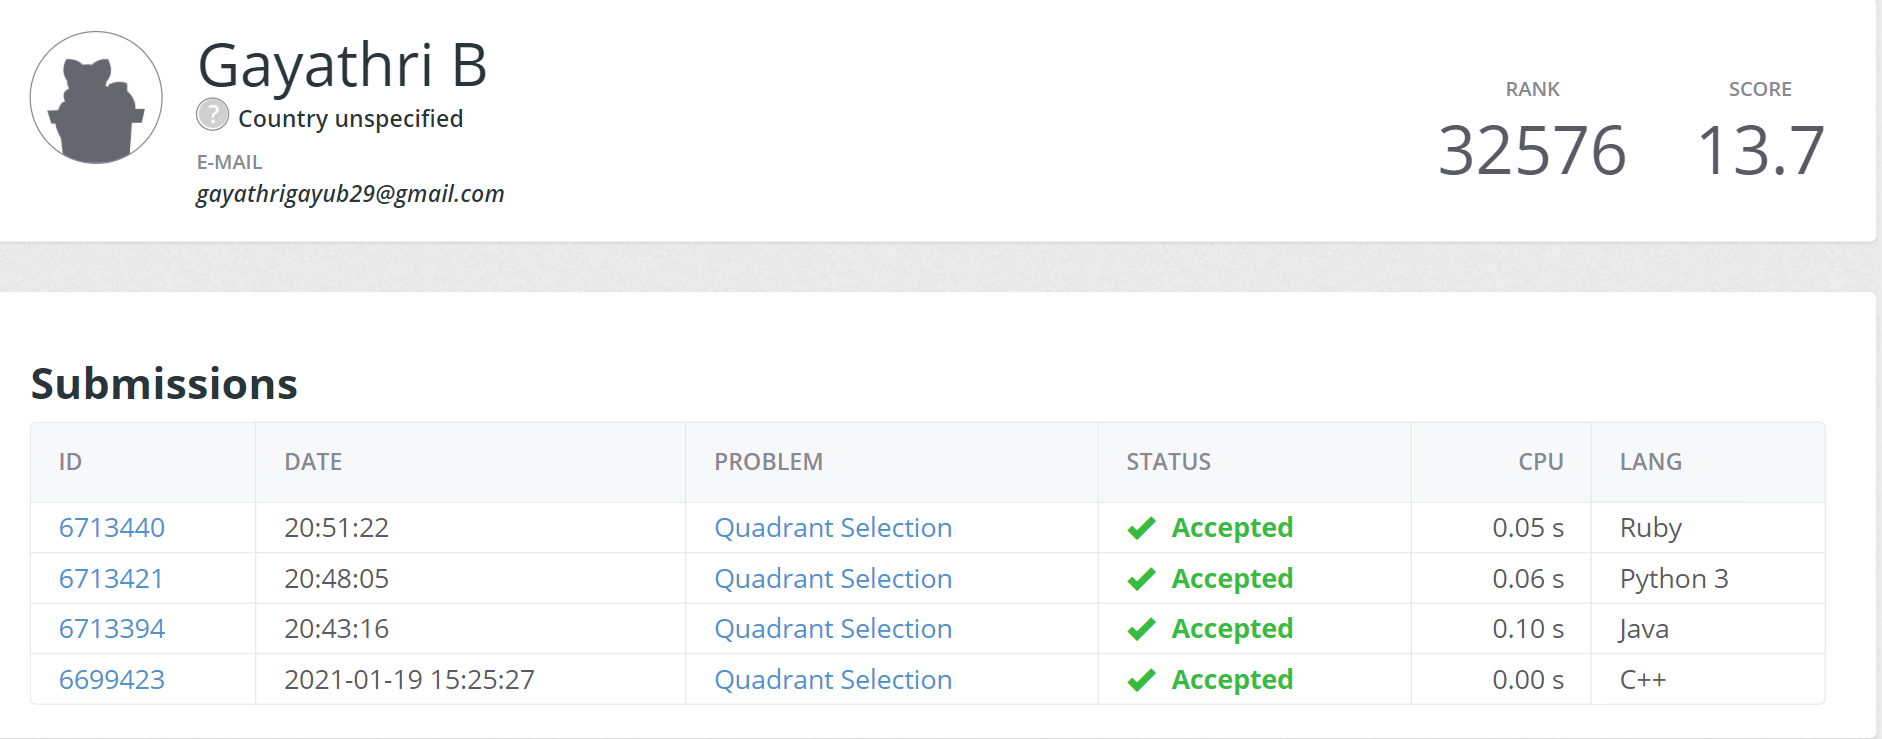 Gayathri B
? Country unspecified
E-MAIL
gayathrigayub29@gmail.com
RANK SCORE
32576 13.7
Submissions
ID DATE PROBLEM STATUS CPU LANG
6713440 20:51:22 Quadrant Selection Accepted 0.05 s Ruby
6713421 20:48:05 Quadrant Selection Accepted 0.06 s Python 3
6713394 20:43:16 Quadrant Selection Accepted 0.10 s Java
6699423 2021-01-19 15:25:27 Quadrant Selection Accepted 0.00 s C++